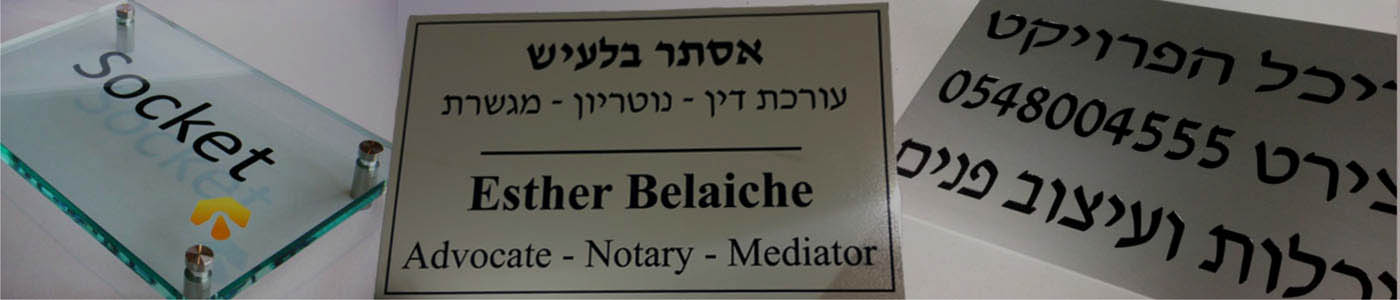 socket
אסתר בלעיש
עורכת דין - נוטריון - מגשרת
Esther Belaiche
Advocate - Notary - Mediator
הפרויקט
0548004555
ועיצוב פנים